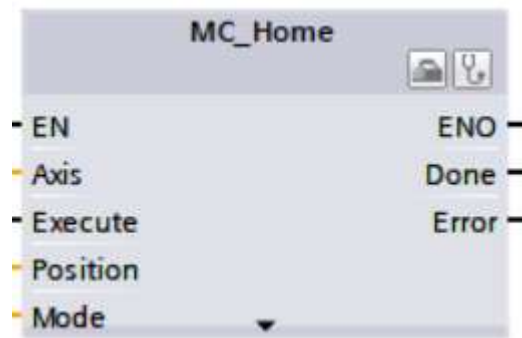 MC_Home
EN ENO
Axis Done
Execute Error
Position
Mode